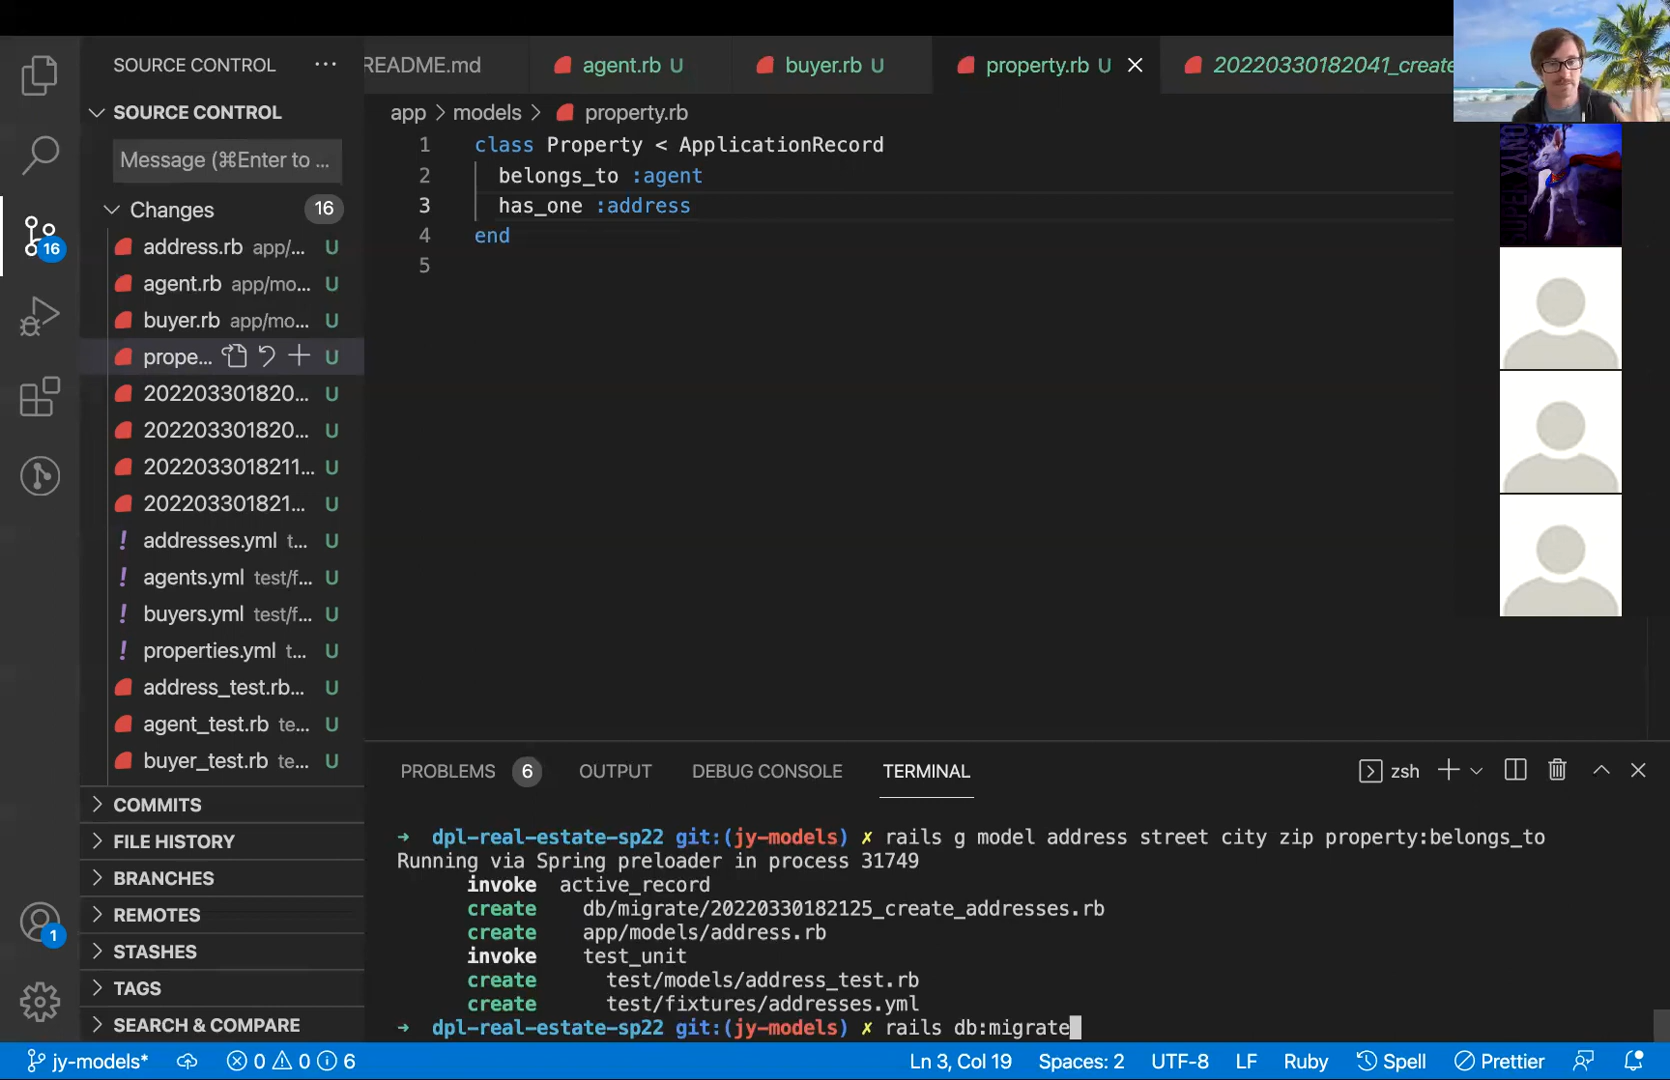 SOURCE CONTROL ···
README.md
agent.rb U
buyer.rb U
property.rb U
20220330182041_create
SOURCE CONTROL
Message (⌘Enter to ...
Changes 16
address.rb app/... U
agent.rb app/mo... U
buyer.rb app/mo... U
prope... U
202203301820... U
202203301820... U
2022033018211... U
202203301821... U
! addresses.yml t... U
! agents.yml test/f... U
! buyers.yml test/f... U
! properties.yml t... U
address_test.rb... U
agent_test.rb te... U
buyer_test.rb te... U
COMMITS
FILE HISTORY
BRANCHES
REMOTES
STASHES
TAGS
SEARCH & COMPARE
16
1
app > models > property.rb
1 class Property < ApplicationRecord
2 belongs_to :agent
3 has_one :address
4 end
5
PROBLEMS 6 OUTPUT DEBUG CONSOLE TERMINAL zsh
→ dpl-real-estate-sp22 git:(jy-models) ✗ rails g model address street city zip property:belongs_to
Running via Spring preloader in process 31749
invoke active_record
create db/migrate/20220330182125_create_addresses.rb
create app/models/address.rb
invoke test_unit
create test/models/address_test.rb
create test/fixtures/addresses.yml
→ dpl-real-estate-sp22 git:(jy-models) ✗ rails db:migrate
jy-models* 0 0 6 Ln 3, Col 19 Spaces: 2 UTF-8 LF Ruby Spell Prettier